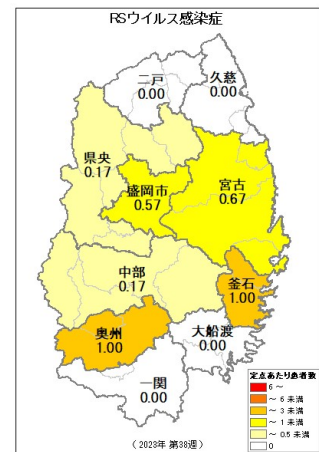 RSウイルス感染症
二戸
0.00
久慈
0.00
県央
0.17
盛岡市
0.57
宮古
0.67
中部
0.17
釜石
1.00
奥州
1.00
大船渡
0.00
一関
0.00
定点あたり患者数
6 ～
～ 6 未満
～ 3 未満
～ 1 未満
～ 0.5 未満
0
( 2023年 第38週 )